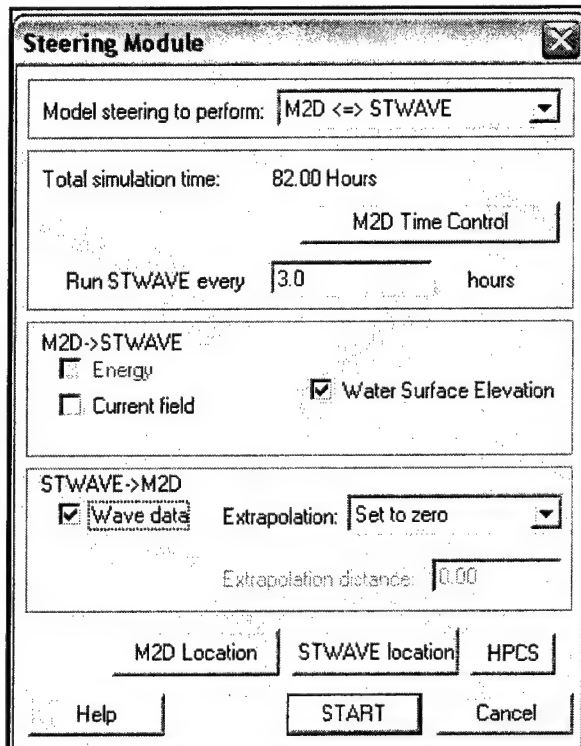 Steering Module
Model steering to perform: M2D <=> STWAVE
Total simulation time: 82.00 Hours
M2D Time Control
Run STWAVE every 3.0 hours
M2D->STWAVE
Energy
Current field
Water Surface Elevation
STWAVE->M2D
Wave data Extrapolation: Set to zero
Extrapolation distance: 0.00
M2D Location STWAVE location HPCS
Help START Cancel